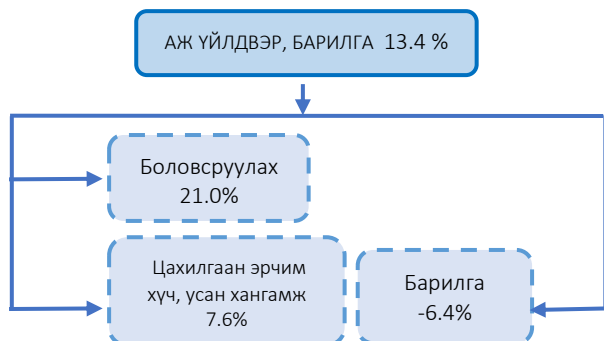 АЖ ҮЙЛДВЭР, БАРИЛГА 13.4 %
Боловсруулах
21.0%
Цахилгаан эрчим
хүч, усан хангамж
7.6%
Барилга
-6.4%